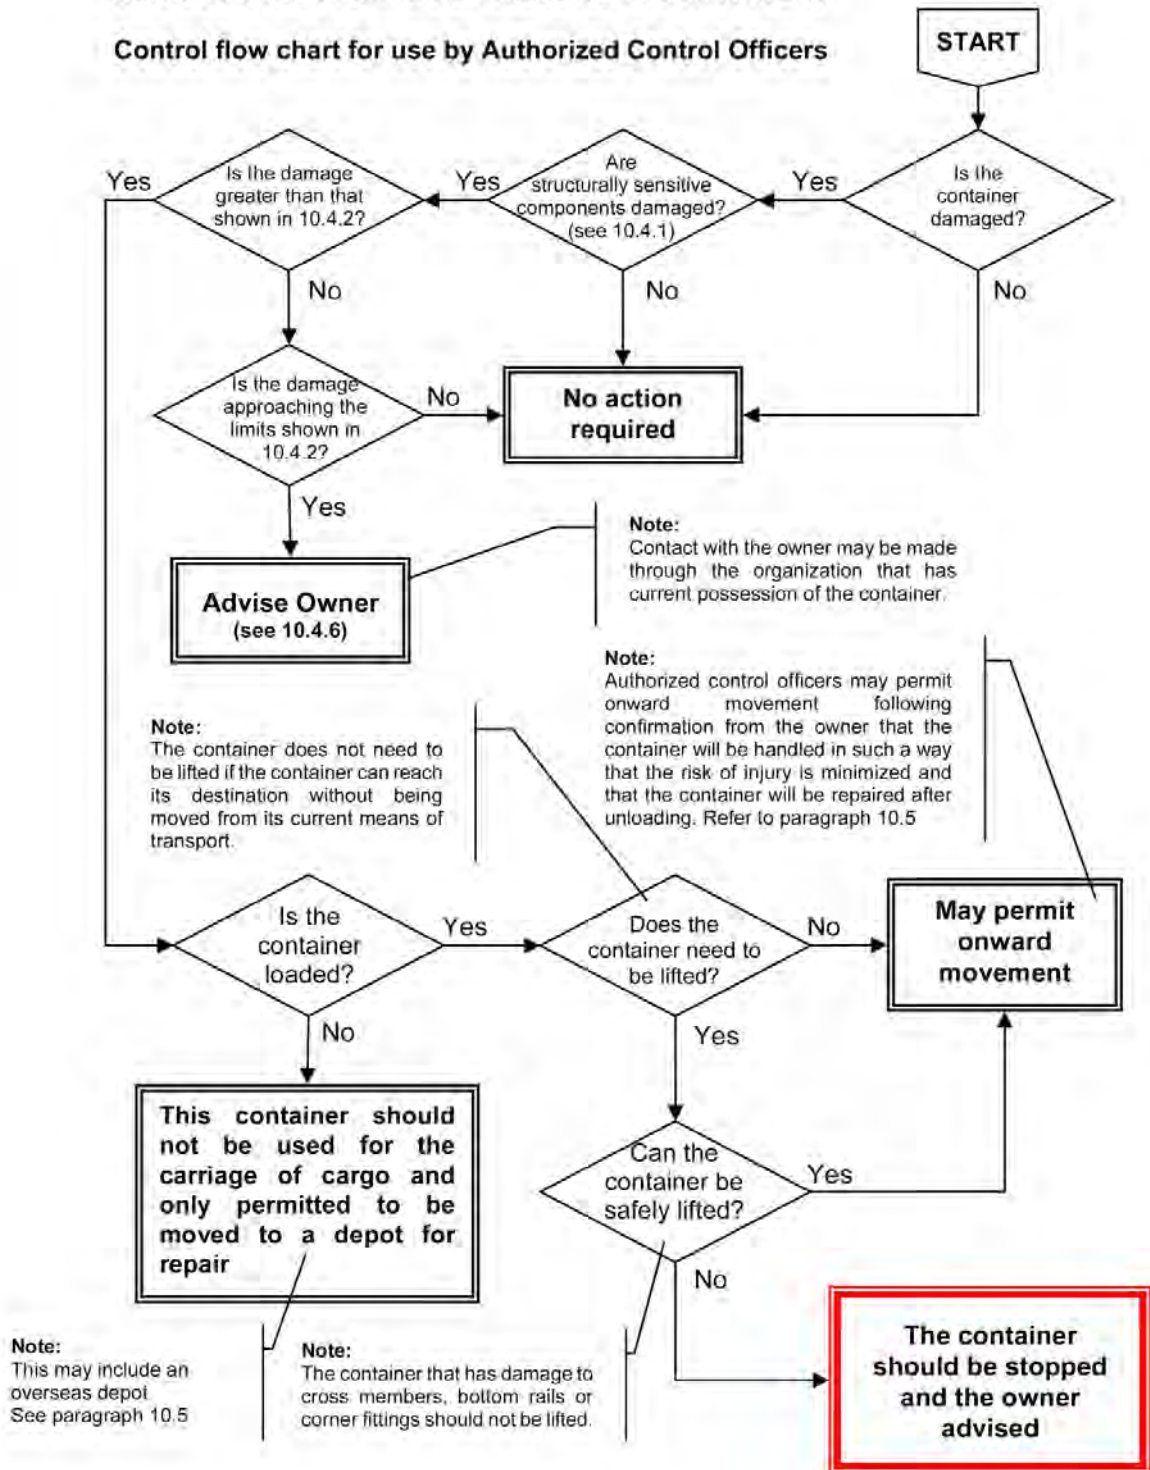 Control flow chart for use by Authorized Control Officers
START
Is the
container
damaged?
Yes
No
Are
structurally sensitive
components damaged?
(see 10.4.1)
Yes
No
Is the damage
greater than that
shown in 10.4.2?
Yes
No
Is the damage
approaching the
limits shown in
10.4.2?
No
Yes
No action
required
Advise Owner
(see 10.4.6)
Note:
Contact with the owner may be made
through the organization that has
current possession of the container.
Note:
Authorized control officers may permit
onward movement following
confirmation from the owner that the
container will be handled in such a way
that the risk of injury is minimized and
that the container will be repaired after
unloading. Refer to paragraph 10.5
Note:
The container does not need to
be lifted if the container can reach
its destination without being
moved from its current means of
transport.
Is the
container
loaded?
Yes
No
Does the
container need to
be lifted?
No
Yes
May permit
onward
movement
This container should
not be used for the
carriage of cargo and
only permitted to be
moved to a depot for
repair
Can the
container be
safely lifted?
Yes
No
Note:
This may include an
overseas depot
See paragraph 10.5
Note:
The container that has damage to
cross members, bottom rails or
corner fittings should not be lifted.
The container
should be stopped
and the owner
advised